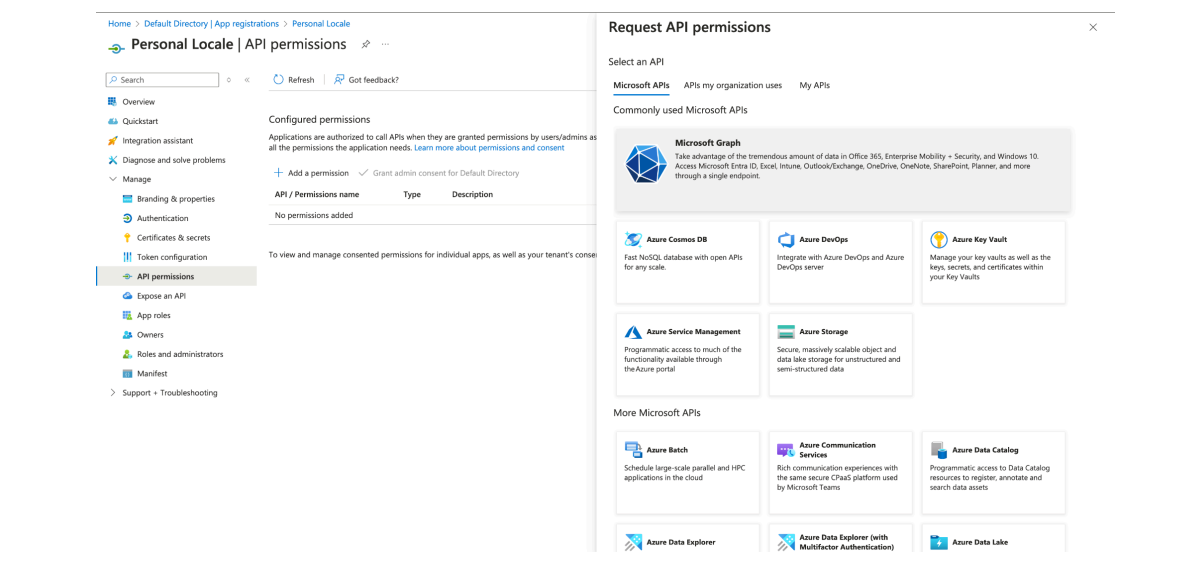 Home > Default Directory | App registrations > Personal Locale
Personal Locale | API permissions
Search
Refresh
Got feedback?
Overview
Quickstart
Integration assistant
Diagnose and solve problems
Manage
Branding & properties
Authentication
Certificates & secrets
Token configuration
API permissions
Expose an API
App roles
Owners
Roles and administrators
Manifest
Support + Troubleshooting
Configured permissions
Applications are authorized to call APIs when they are granted permissions by users/admins as
all the permissions the application needs. Learn more about permissions and consent
Add a permission
Grant admin consent for Default Directory
API / Permissions name Type Description
No permissions added
To view and manage consented permissions for individual apps, as well as your tenant's conse
Request API permissions
Select an API
Microsoft APIs APIs my organization uses My APIs
Commonly used Microsoft APIs
Microsoft Graph
Take advantage of the tremendous amount of data in Office 365, Enterprise Mobility + Security, and Windows 10.
Access Microsoft Entra ID, Excel, Intune, Outlook/Exchange, OneDrive, OneNote, SharePoint, Planner, and more
through a single endpoint.
Azure Cosmos DB
Fast NoSQL database with open APIs
for any scale.
Azure DevOps
Integrate with Azure DevOps and Azure
DevOps server
Azure Key Vault
Manage your key vaults as well as the
keys, secrets, and certificates within
your Key Vaults
Azure Service Management
Programmatic access to much of the
functionality available through
the Azure portal
Azure Storage
Secure, massively scalable object and
data lake storage for unstructured and
semi-structured data
More Microsoft APIs
Azure Batch
Schedule large-scale parallel and HPC
applications in the cloud
Azure Communication
Services
Rich communication experiences with
the same secure CPaaS platform used
by Microsoft Teams
Azure Data Catalog
Programmatic access to Data Catalog
resources to register, annotate and
search data assets
Azure Data Explorer
Azure Data Explorer (with
Multifactor Authentication)
Azure Data Lake